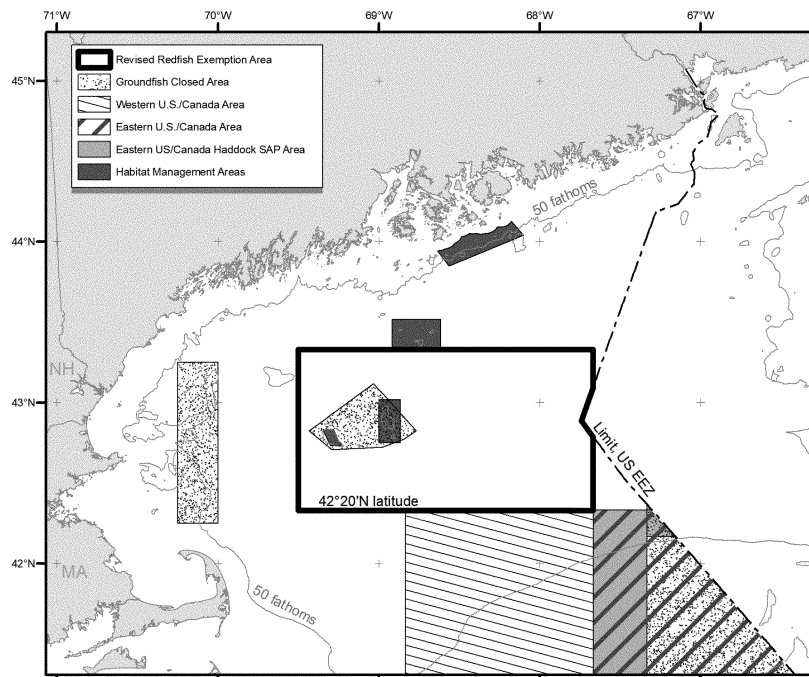 71°W 70°W 69°W 68°W 67°W
45°N
44°N
43°N
42°N
Revised Redfish Exemption Area
Groundfish Closed Area
Western U.S./Canada Area
Eastern U.S./Canada Area
Eastern US/Canada Haddock SAP Area
Habitat Management Areas
50 fathoms
NH
Limit, US EEZ
42°20'N latitude
MA
50 fathoms